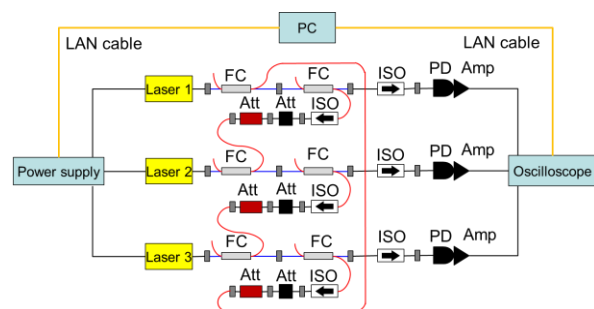 PC
LAN cable
LAN cable
FC
FC
ISO
PD
Amp
Laser 1
Att
Att
ISO
Power supply
FC
FC
ISO
PD
Amp
Laser 2
Oscilloscope
Att
Att
ISO
FC
FC
ISO
PD
Amp
Laser 3
Att
Att
ISO